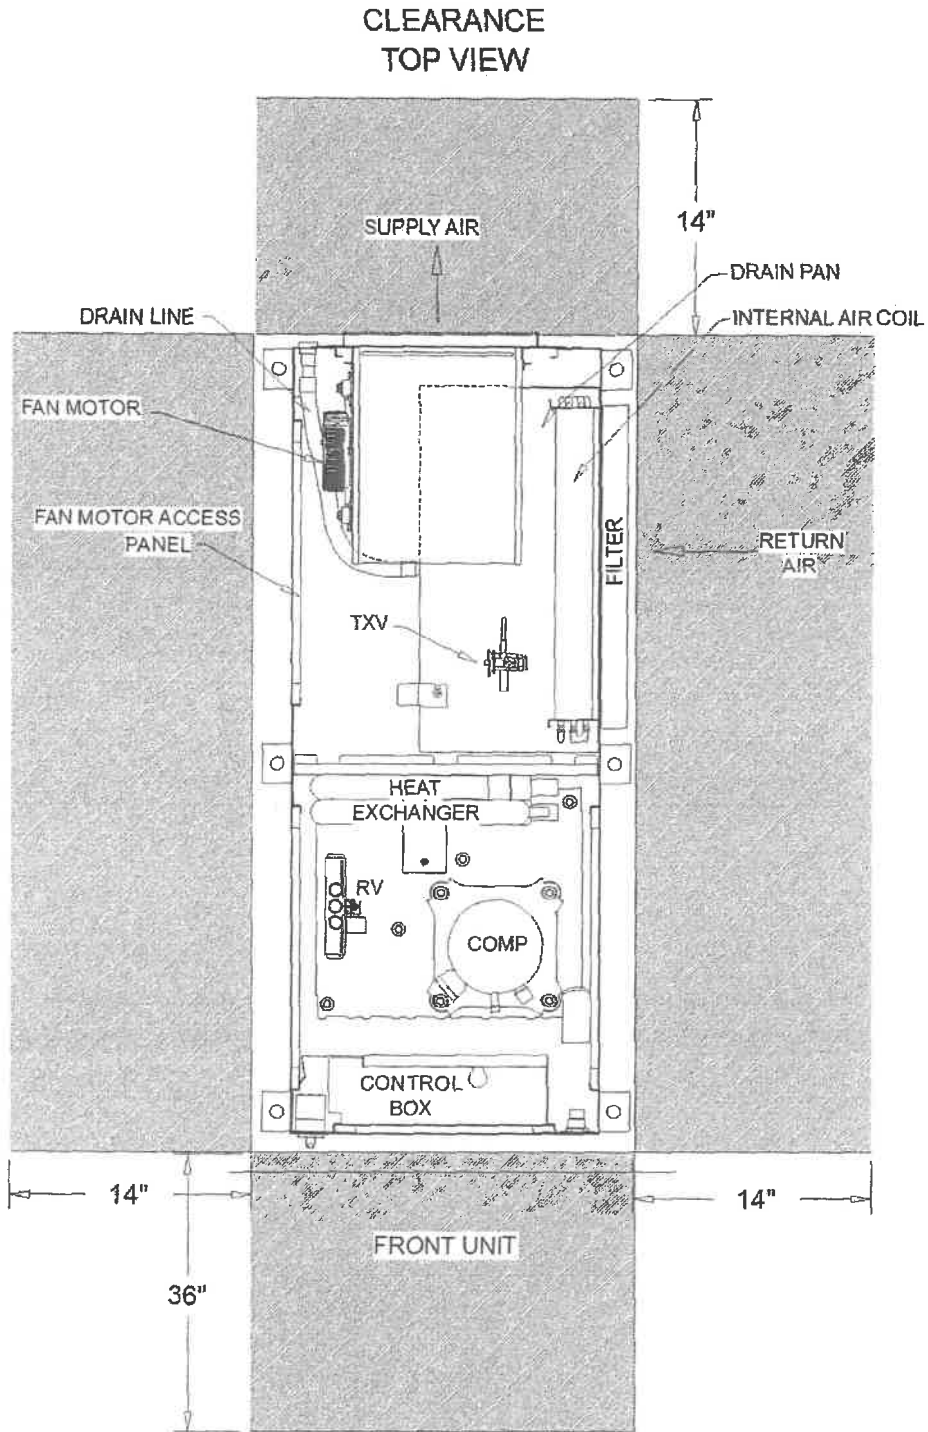 CLEARANCE
TOP VIEW
14"
SUPPLY AIR
DRAIN PAN
DRAIN LINE
INTERNAL AIR COIL
FAN MOTOR
FAN MOTOR ACCESS
PANEL
FILTER
RETURN
AIR
TXV
HEAT
EXCHANGER
RV
COMP
CONTROL
BOX
14"
14"
FRONT UNIT
36"